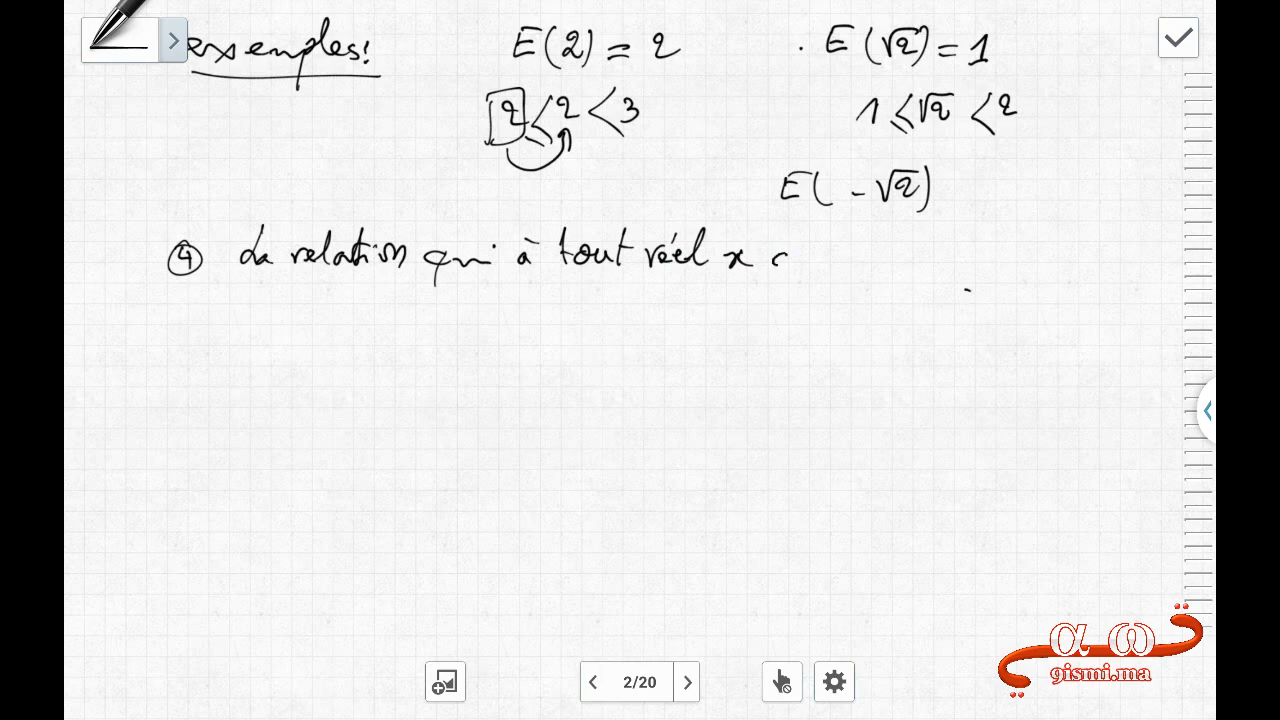 exemples! E(2) = 2 . E(√2) = 1
2 ≤ 2 < 3 1 ≤ √2 < 2
E( - √2)
④ La relation qui à tout réel x
2/20
α ω
gismi.ma